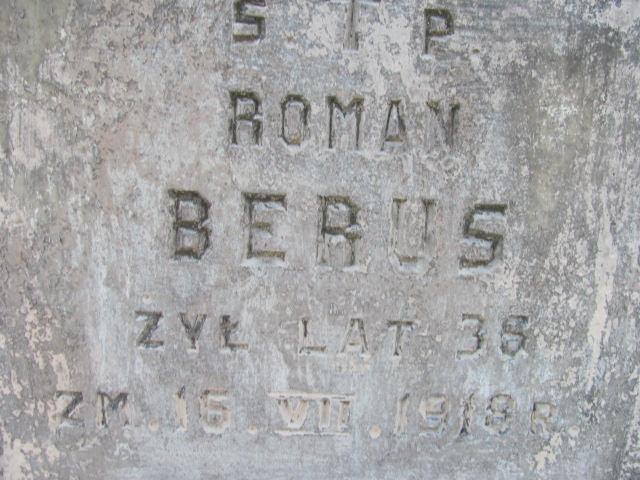 S † P.
ROMAN
BERUS
ŻYŁ LAT 36
ZM. 16. VII. 1918 R.